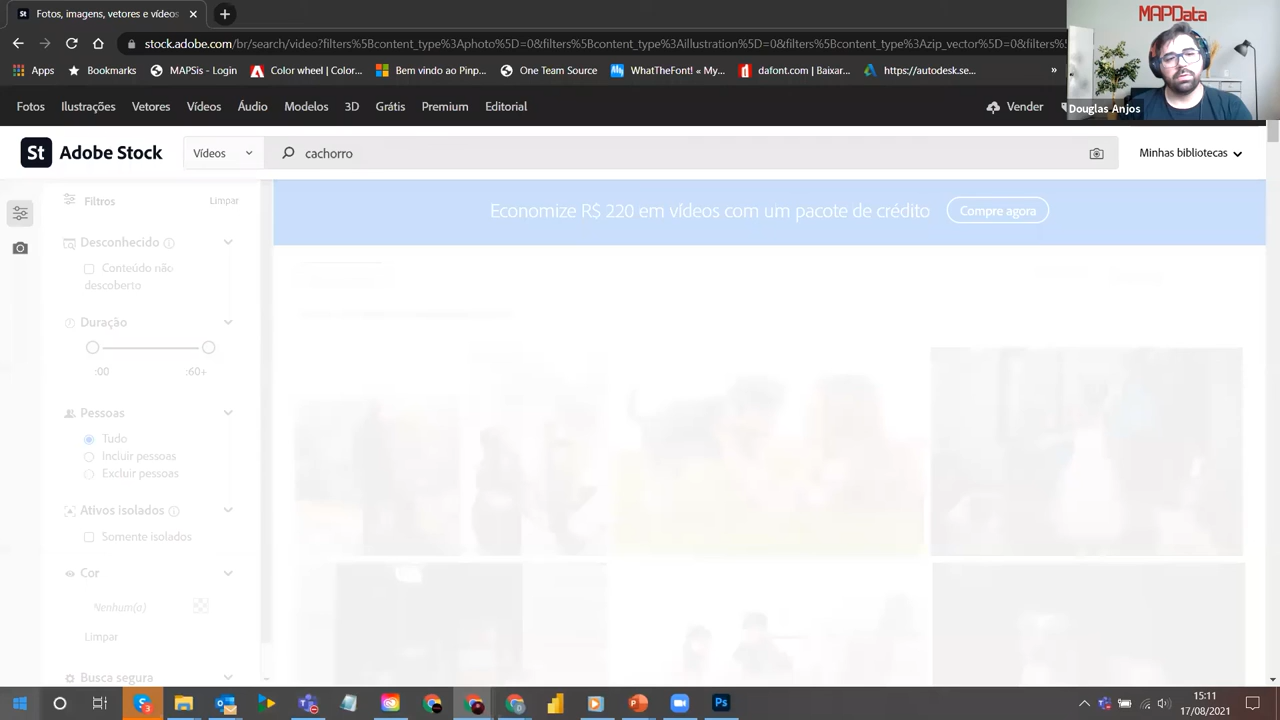 St Fotos, imagens, vetores e vídeos
MAPData
stock.adobe.com/br/search/video?filters%5Bcontent_type%3Aphoto%5D=0&filters%5Bcontent_type%3Aillustration%5D=0&filters%5Bcontent_type%3Azip_vector%5D=0&filters%
Apps Bookmarks MAPSis - Login Color wheel | Color... Bem vindo ao Pinp... One Team Source WhatTheFont! « My... dafont.com | Baixar... https://autodesk.se... »
Douglas Anjos
Fotos Ilustrações Vetores Vídeos Áudio Modelos 3D Grátis Premium Editorial Vender
St Adobe Stock Vídeos cachorro Minhas bibliotecas
Filtros Limpar
Economize R$ 220 em vídeos com um pacote de crédito Compre agora
Desconhecido
Conteúdo não
descoberto
Duração
:00 :60+
Pessoas
Tudo
Incluir pessoas
Excluir pessoas
Ativos isolados
Somente isolados
Cor
Nenhum(a)
Limpar
Busca segura
15:11
17/08/2021